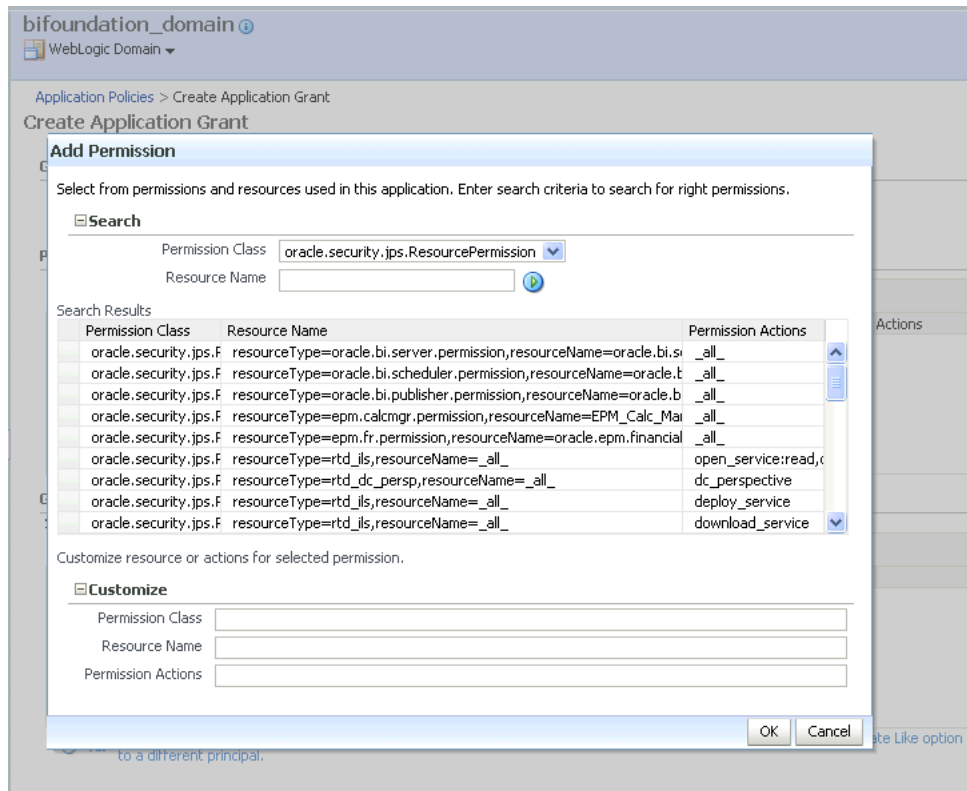 bifoundation_domain
WebLogic Domain
Application Policies > Create Application Grant
Create Application Grant
Add Permission
Select from permissions and resources used in this application. Enter search criteria to search for right permissions.
Search
Permission Class oracle.security.jps.ResourcePermission
Resource Name
Search Results
Permission Class Resource Name Permission Actions
Actions
oracle.security.jps.F resourceType=oracle.bi.server.permission,resourceName=oracle.bi.s _all_
oracle.security.jps.F resourceType=oracle.bi.scheduler.permission,resourceName=oracle.b _all_
oracle.security.jps.F resourceType=oracle.bi.publisher.permission,resourceName=oracle.b _all_
oracle.security.jps.F resourceType=epm.calcmgr.permission,resourceName=EPM_Calc_Ma _all_
oracle.security.jps.F resourceType=epm.fr.permission,resourceName=oracle.epm.financial _all_
oracle.security.jps.F resourceType=rtd_ils,resourceName=_all_ open_service:read,
oracle.security.jps.F resourceType=rtd_dc_persp,resourceName=_all_ dc_perspective
oracle.security.jps.F resourceType=rtd_ils,resourceName=_all_ deploy_service
oracle.security.jps.F resourceType=rtd_ils,resourceName=_all_ download_service
Customize resource or actions for selected permission.
Customize
Permission Class
Resource Name
Permission Actions
OK Cancel
ate Like option
to a different principal.